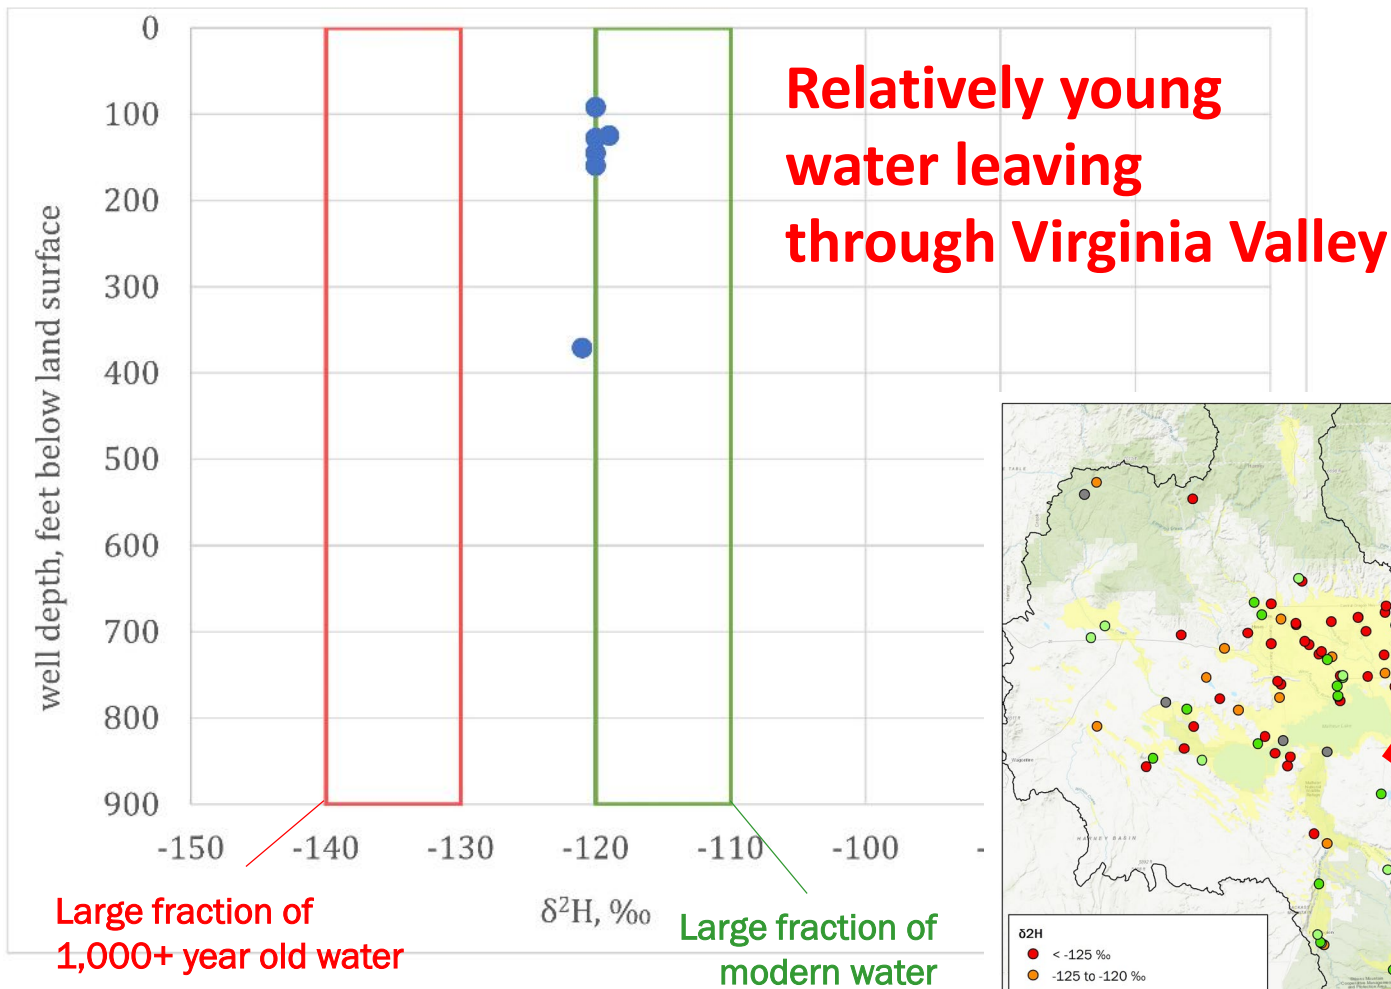 0
100
200
300
400
500
600
700
800
900
well depth, feet below land surface
-150
-140
-130
-120
-110
-100
-
δ²H, ‰
Relatively young
water leaving
through Virginia Valley
Large fraction of
1,000+ year old water
Large fraction of
modern water
HARNEY BASIN
δ2H
< -125 ‰
-125 to -120 ‰